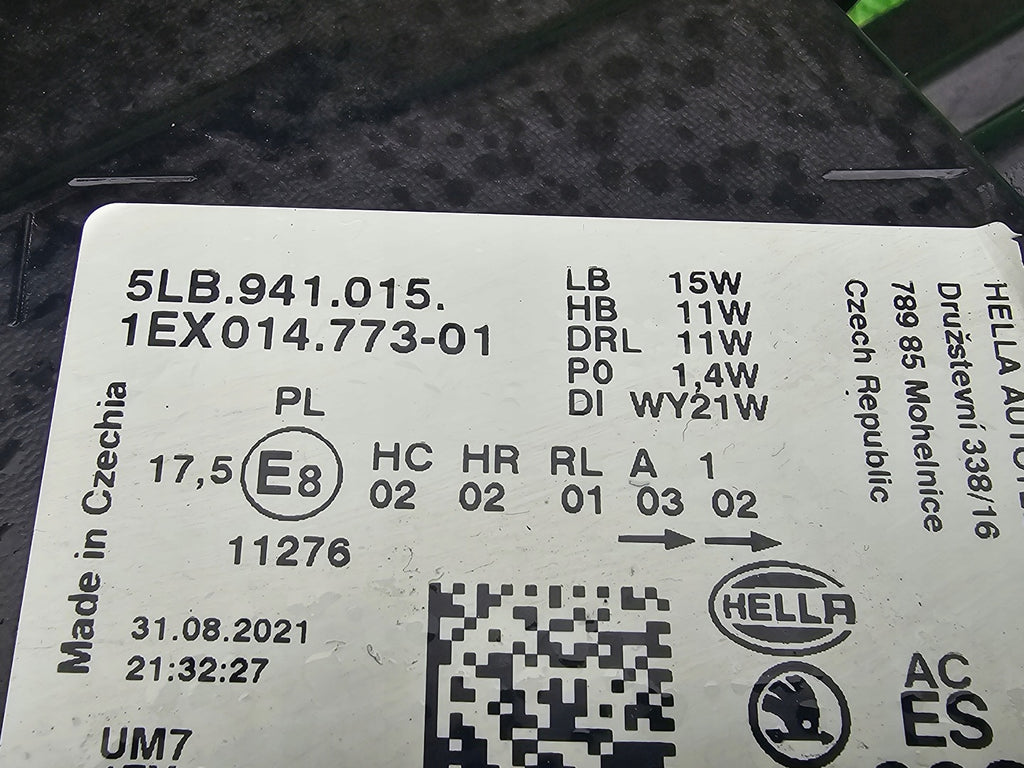 5LB.941.015.
1EX014.773-01
LB 15W
HB 11W
DRL 11W
PO 1,4W
DI WY21W
PL
17,5 E8 HC HR RL A 1
02 02 01 03 02
11276
Made in Czechia
31.08.2021
21:32:27
UM7
HELLA
Družstevní 338/16
789 85 Mohelnice
Czech Republic
HELLA
AC
ES